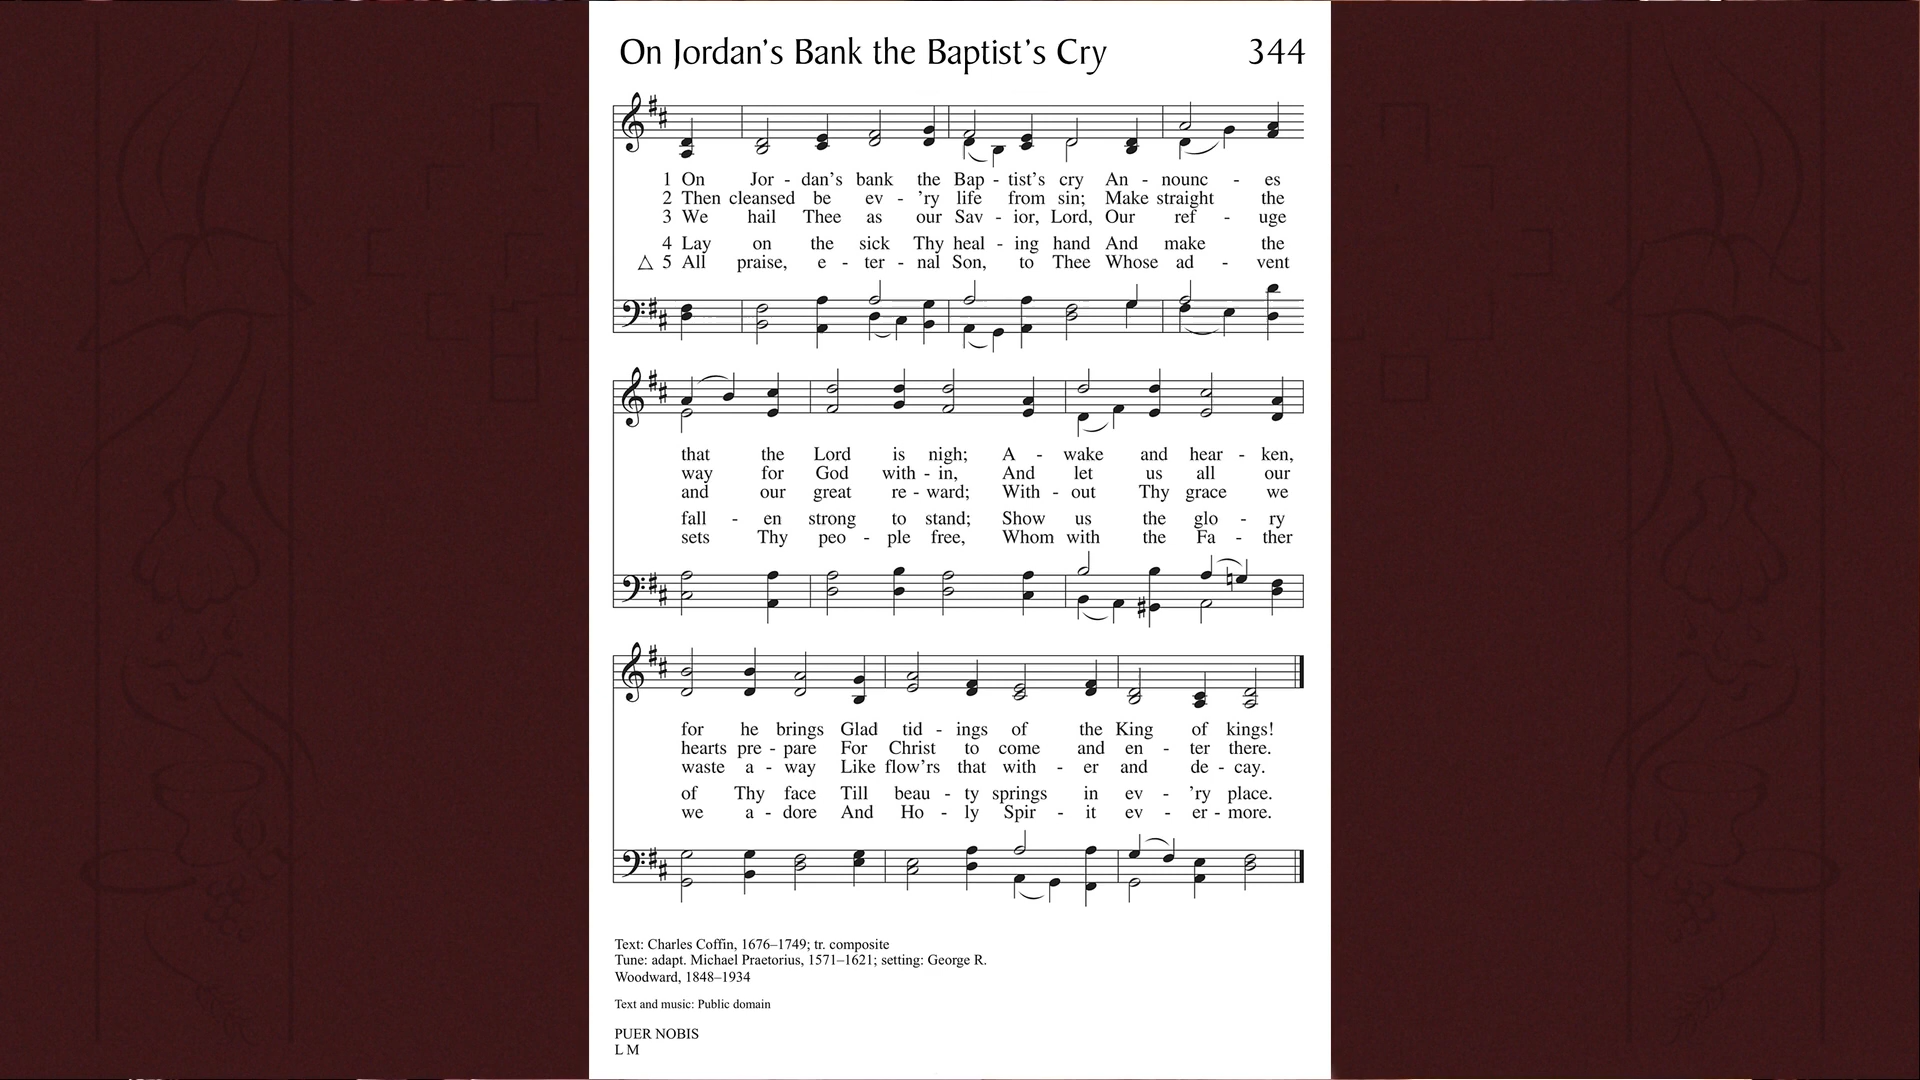 On Jordan's Bank the Baptist's Cry 344
1 On Jor - dan's bank the Bap - tist's cry An - nounc - es
2 Then cleansed be ev - 'ry life from sin; Make straight the
3 We hail Thee as our Sav - ior, Lord, Our ref - uge
4 Lay on the sick Thy heal - ing hand And make the
△ 5 All praise, e - ter - nal Son, to Thee Whose ad - vent
that the Lord is nigh; A - wake and hear - ken,
way for God with - in, And let us all our
and our great re - ward; With - out Thy grace we
fall - en strong to stand; Show us the glo - ry
sets Thy peo - ple free, Whom with the Fa - ther
for he brings Glad tid - ings of the King of kings!
hearts pre - pare For Christ to come and en - ter there.
waste a - way Like flow'rs that with - er and de - cay.
of Thy face Till beau - ty springs in ev - 'ry place.
we a - dore And Ho - ly Spir - it ev - er - more.
Text: Charles Coffin, 1676–1749; tr. composite
Tune: adapt. Michael Praetorius, 1571–1621; setting: George R.
Woodward, 1848–1934
Text and music: Public domain
PUER NOBIS
L M